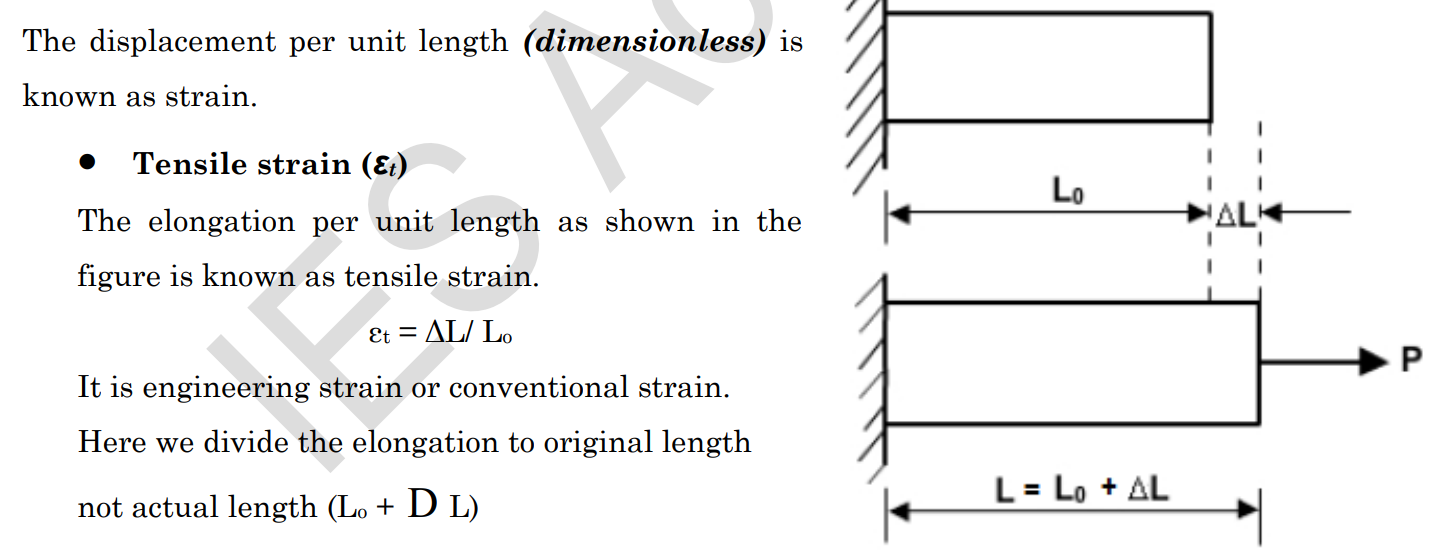 The displacement per unit length (dimensionless) is
known as strain.
• Tensile strain (εt)
The elongation per unit length as shown in the
figure is known as tensile strain.
εt = ΔL/ Lo
It is engineering strain or conventional strain.
Here we divide the elongation to original length
not actual length (Lo + D L)
L0
ΔL
P
L = L0 + ΔL
IES